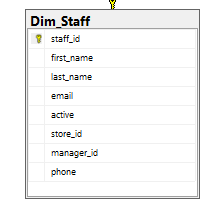 Dim_Staff
staff_id
first_name
last_name
email
active
store_id
manager_id
phone